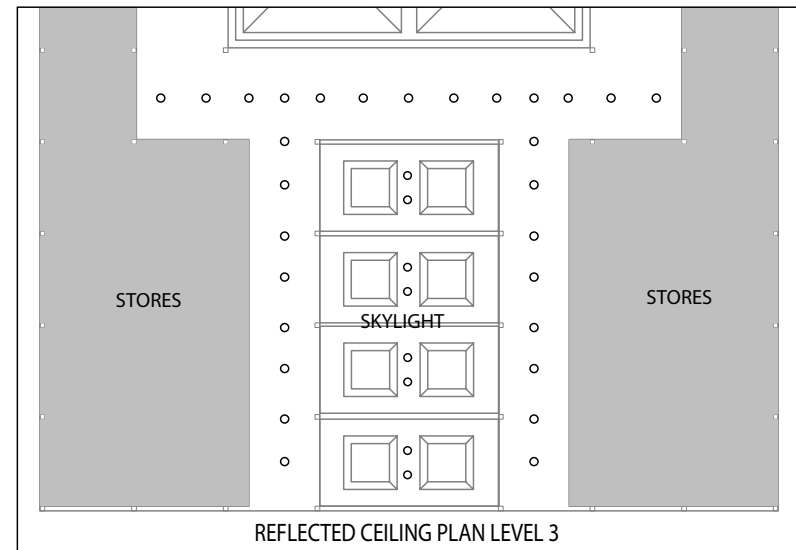 STORES
SKYLIGHT
STORES
REFLECTED CEILING PLAN LEVEL 3